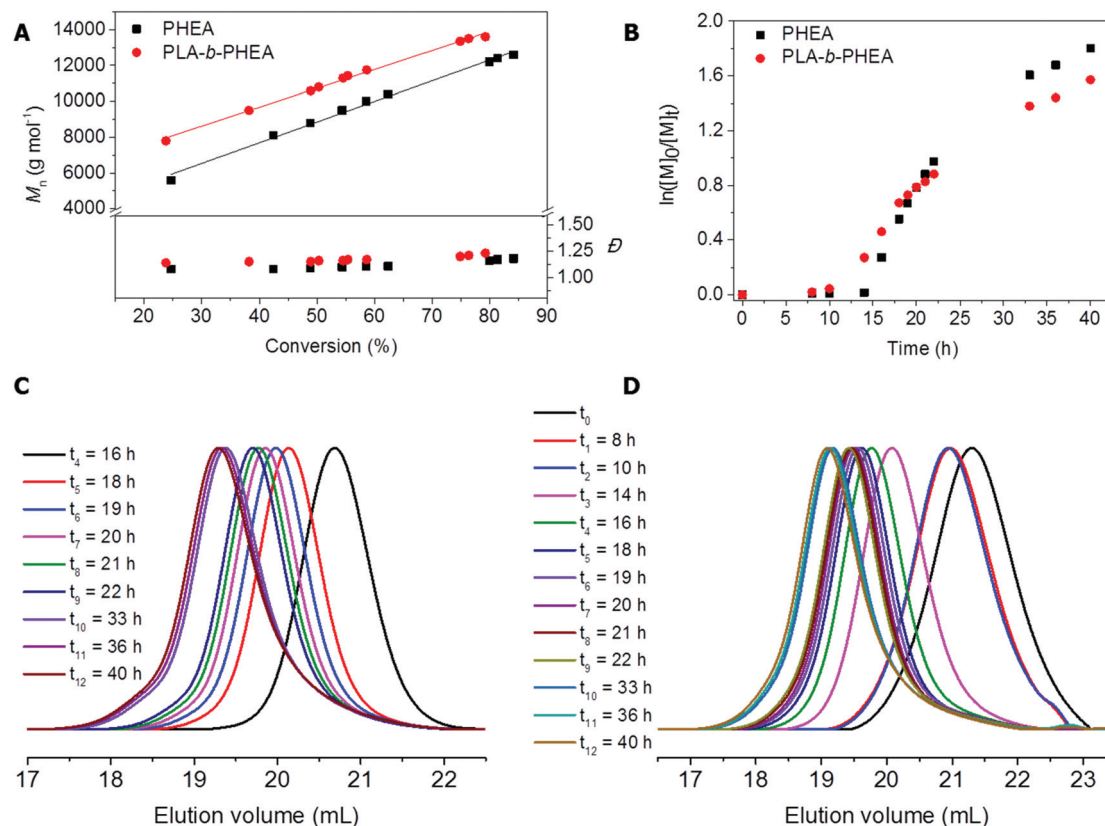 A
PHEA
PLA-b-PHEA
14000
12000
10000
8000
6000
4000
Mn (g mol⁻¹)
1.50
1.25
1.00
Đ
20 30 40 50 60 70 80 90
Conversion (%)
B
PHEA
PLA-b-PHEA
2.0
1.6
1.2
0.8
0.4
0.0
ln([M]0/[M]t)
0 5 10 15 20 25 30 35 40
Time (h)
C
t4 = 16 h
t5 = 18 h
t6 = 19 h
t7 = 20 h
t8 = 21 h
t9 = 22 h
t10 = 33 h
t11 = 36 h
t12 = 40 h
17 18 19 20 21 22
Elution volume (mL)
D
t0
t1 = 8 h
t2 = 10 h
t3 = 14 h
t4 = 16 h
t5 = 18 h
t6 = 19 h
t7 = 20 h
t8 = 21 h
t9 = 22 h
t10 = 33 h
t11 = 36 h
t12 = 40 h
17 18 19 20 21 22 23
Elution volume (mL)